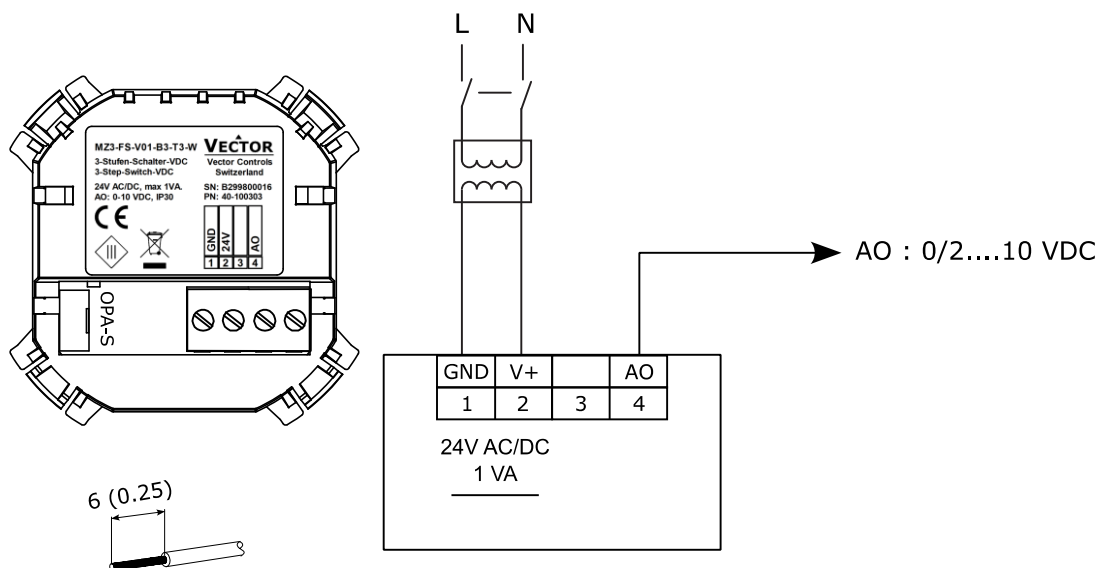 MZ3-FS-V01-B3-T3-W
3-Stufen-Schalter-VDC
3-Step-Switch-VDC
24V AC/DC, max 1VA.
AO: 0-10 VDC, IP30
VECTOR
Vector Controls
Switzerland
SN: B299800016
PN: 40-100303
CE
III
GND 24V AO
1 2 3 4
OPA-S
6 (0.25)
L N
AO : 0/2....10 VDC
GND V+ AO
1 2 3 4
24V AC/DC
1 VA